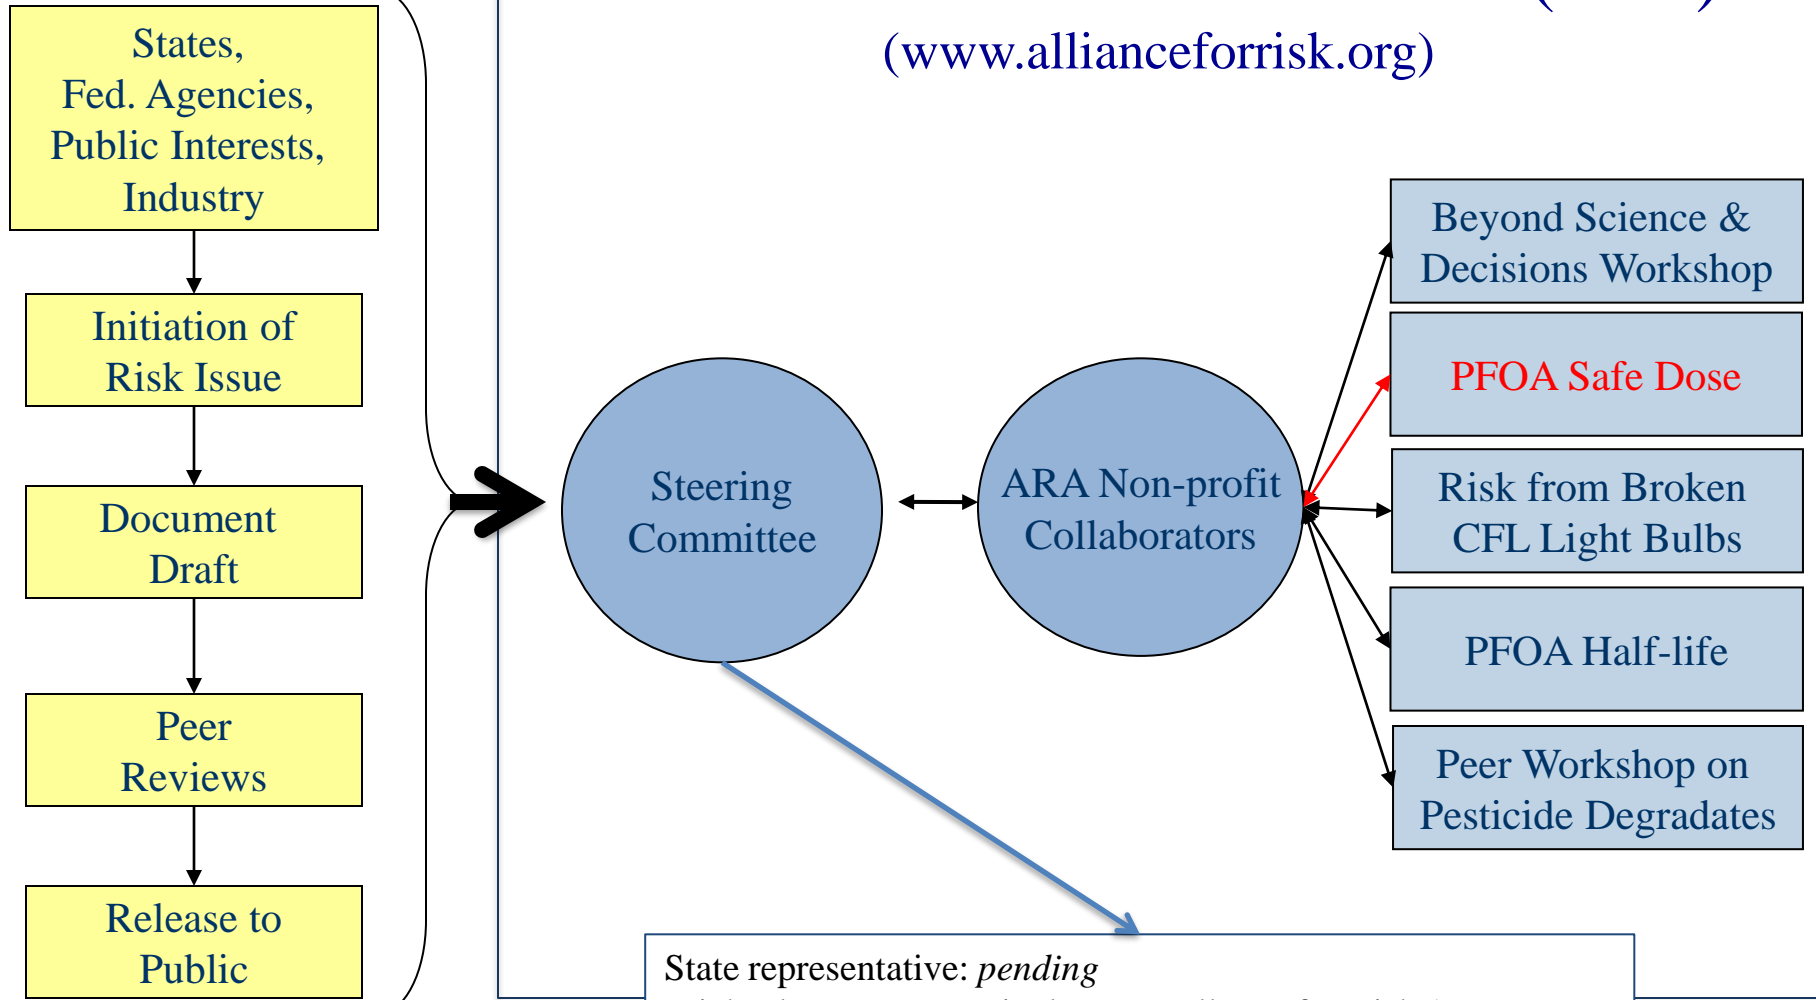 (www.allianceforrisk.org)
States,
Fed. Agencies,
Public Interests,
Industry
Initiation of
Risk Issue
Document
Draft
Peer
Reviews
Release to
Public
Steering
Committee
ARA Non-profit
Collaborators
Beyond Science &
Decisions Workshop
PFOA Safe Dose
Risk from Broken
CFL Light Bulbs
PFOA Half-life
Peer Workshop on
Pesticide Degradates
State representative: pending